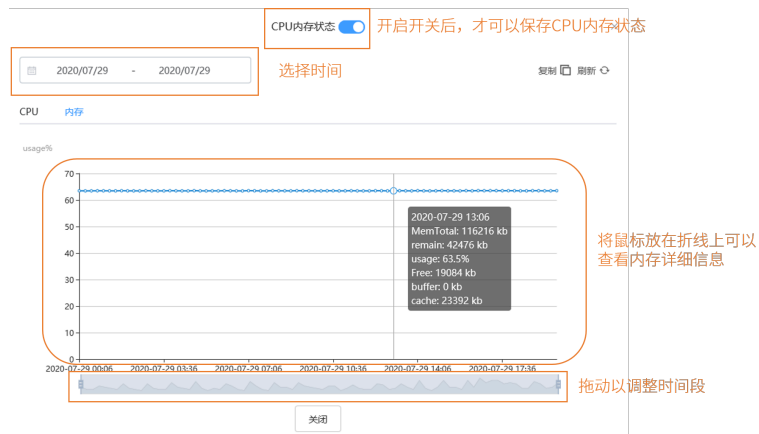 CPU内存状态
开启开关后，才可以保存CPU内存状态
2020/07/29 - 2020/07/29
选择时间
复制 刷新
CPU 内存
usage%
70
60
50
40
30
20
10
0
2020-07-29 13:06
MemTotal: 116216 kb
remain: 42476 kb
usage: 63.5%
Free: 19084 kb
buffer: 0 kb
cache: 23392 kb
将鼠标放在折线上可以
查看内存详细信息
2020-07-29 00:06 2020-07-29 03:36 2020-07-29 07:06 2020-07-29 10:36 2020-07-29 14:06 2020-07-29 17:36
拖动以调整时间段
关闭